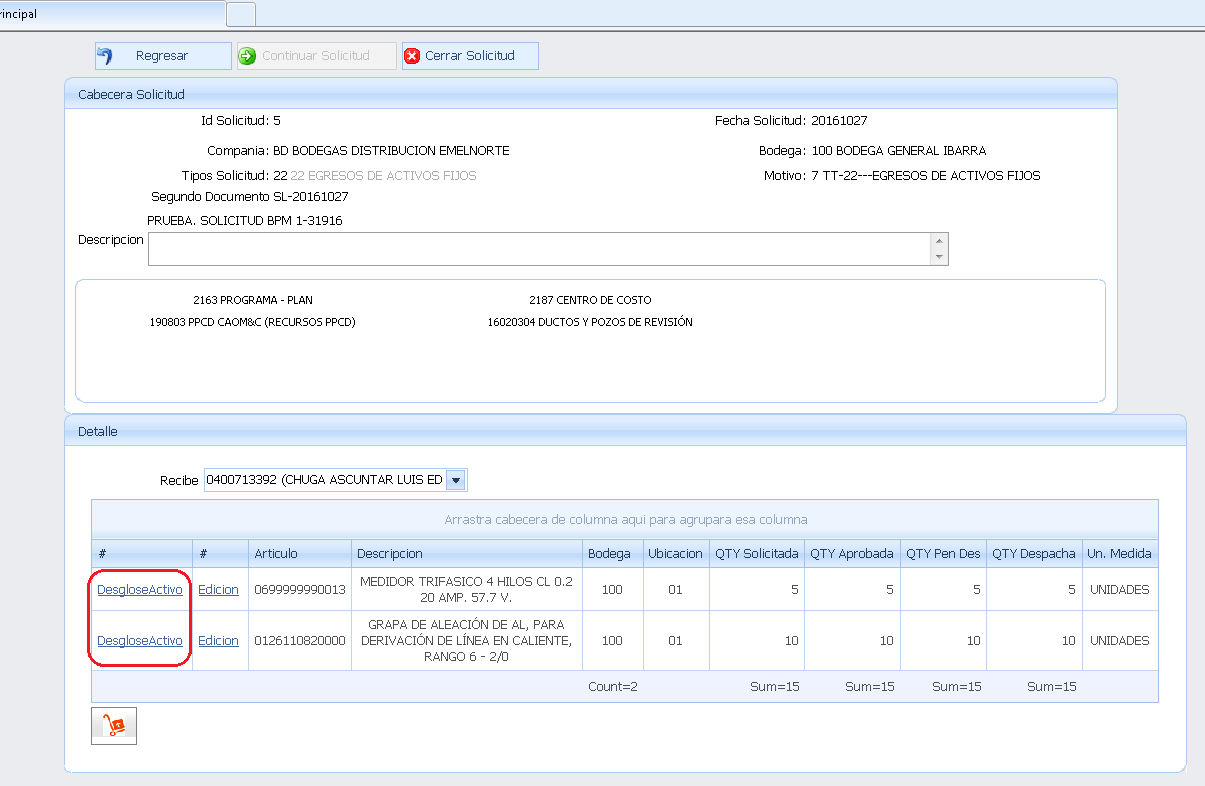 rincipal
Regresar Continuar Solicitud Cerrar Solicitud
Cabecera Solicitud
Id Solicitud: 5 Fecha Solicitud: 20161027
Compania: BD BODEGAS DISTRIBUCION EMELNORTE Bodega: 100 BODEGA GENERAL IBARRA
Tipos Solicitud: 22 22 EGRESOS DE ACTIVOS FIJOS Motivo: 7 TT-22---EGRESOS DE ACTIVOS FIJOS
Segundo Documento SL-20161027
PRUEBA. SOLICITUD BPM 1-31916
Descripcion
2163 PROGRAMA - PLAN 2187 CENTRO DE COSTO
190803 PPCD CAOM&C (RECURSOS PPCD) 16020304 DUCTOS Y POZOS DE REVISIÓN
Detalle
Recibe 0400713392 (CHUGA ASCUNTAR LUIS ED
Arrastra cabecera de columna aqui para agrupara esa columna
# # Articulo Descripcion Bodega Ubicacion QTY Solicitada QTY Aprobada QTY Pen Des QTY Despacha Un. Medida
DesgloseActivo Edicion 0699999990013 MEDIDOR TRIFASICO 4 HILOS CL 0.2 100 01 5 5 5 5 UNIDADES
20 AMP. 57.7 V.
GRAPA DE ALEACIÓN DE AL, PARA
DesgloseActivo Edicion 0126110820000 DERIVACIÓN DE LÍNEA EN CALIENTE, 100 01 10 10 10 10 UNIDADES
RANGO 6 - 2/0
Count=2 Sum=15 Sum=15 Sum=15 Sum=15